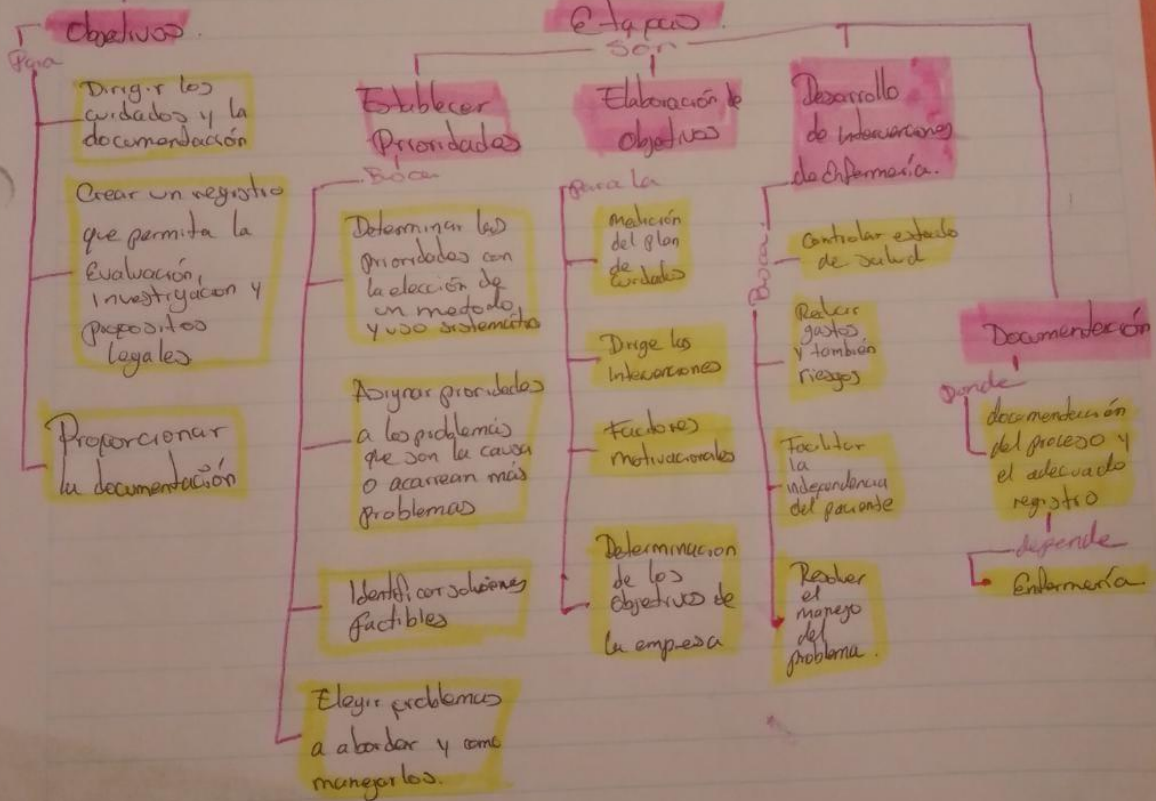 Objetivos.
Para
Dirigir los
cuidados y la
documentación
Crear un registro
que permita la
Evaluación,
investigación y
propositos
legales
Proporcionar
la documentación
Etapas
Son
Establecer
Prioridades
Busca
Determinar las
prioridades con
la elección de
un metodo,
y uso sistemático
Asignar prioridades
a los problemas
que son la causa
o acarrean más
problemas
Identificar soluciones
factibles
Elegir problemas
a abordar y como
manejarlos.
Elaboración de
Objetivos
para la
medición
del plan
de
cuidados
Dirige las
intervenciones
Factores
motivacionales
Determinacion
de los
objetivos de
la empresa
Desarrollo
de intervenciones
de Enfermería.
Busca:
Controlar estado
de salud
Reducir
gastos
y también
riesgos
Facilitar
la
independencia
del paciente
Resolver
el
manejo
del
problema.
Documentación
Donde
documentación
del proceso y
el adecuado
registro
depende
Enfermería.